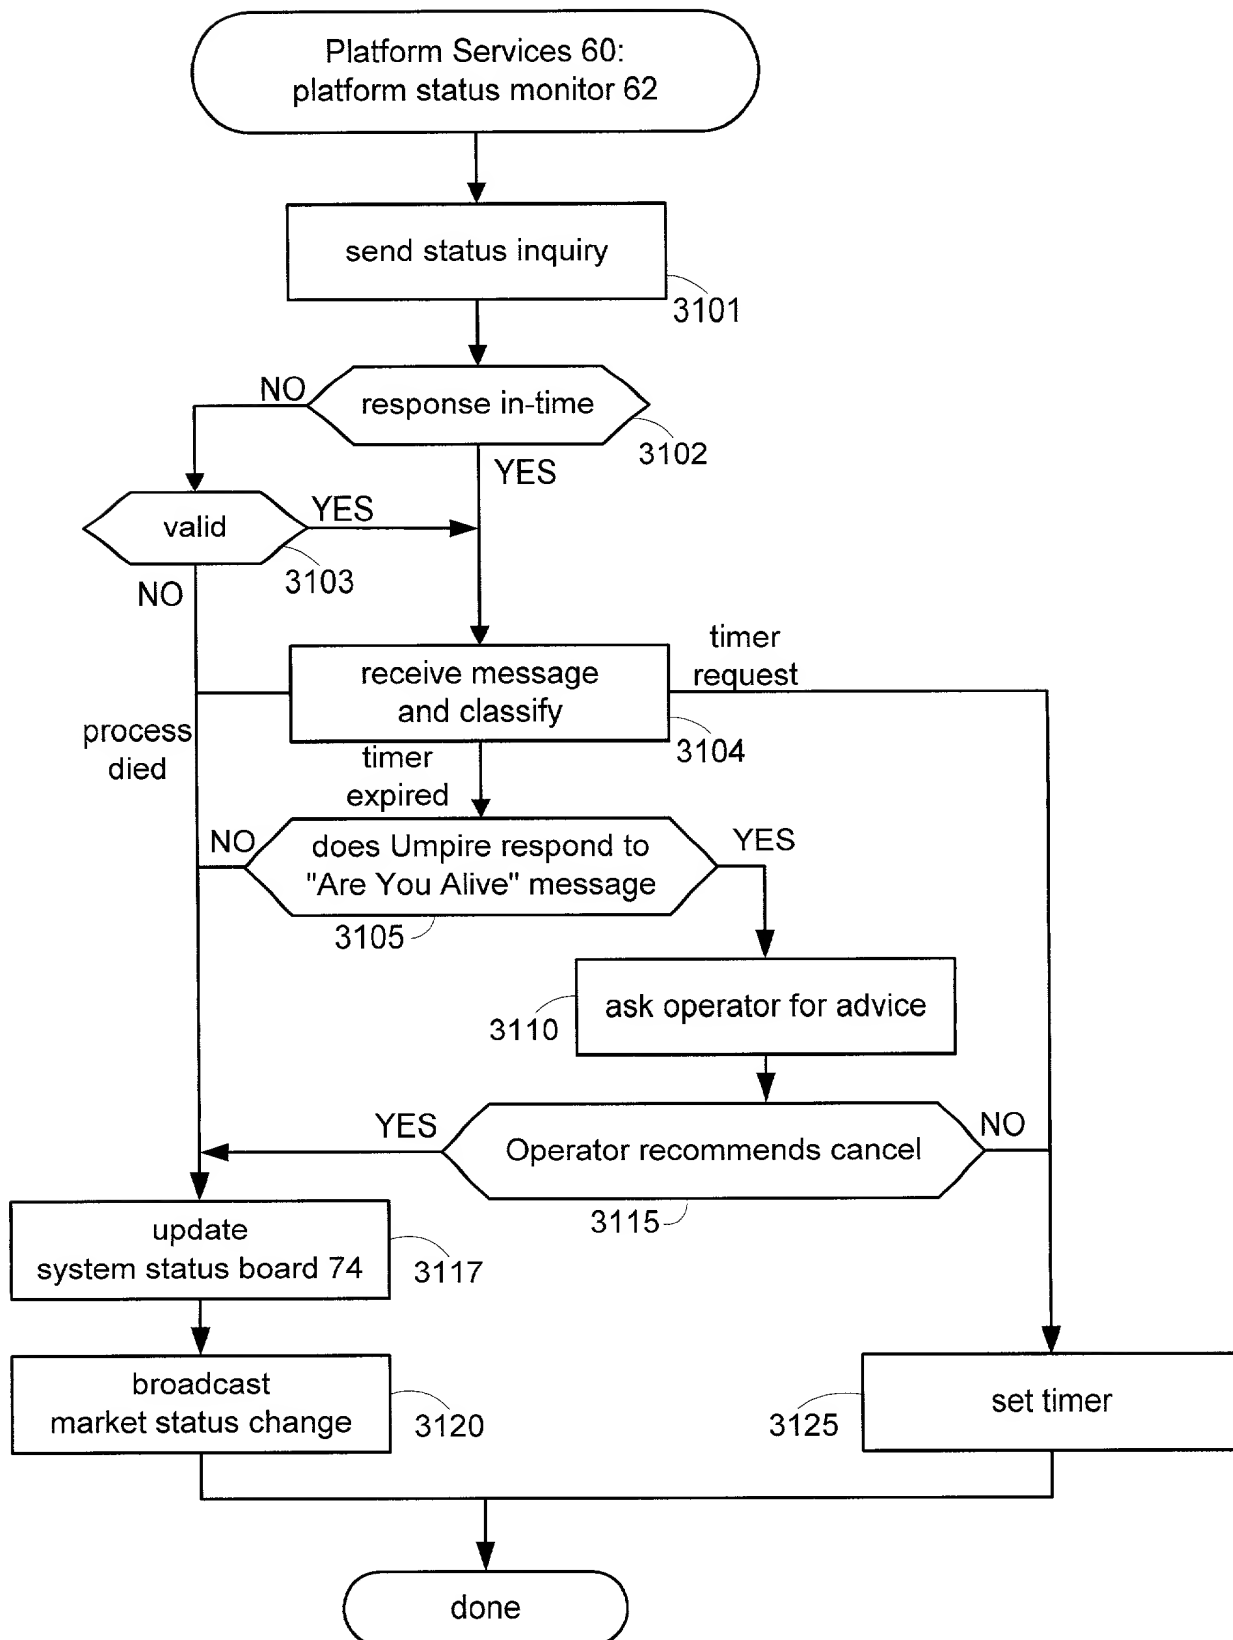 Platform Services 60:
platform status monitor 62
send status inquiry
3101
NO
response in-time
3102
YES
valid
YES
3103
NO
timer
request
receive message
and classify
3104
process
died
timer
expired
NO
does Umpire respond to
"Are You Alive" message
YES
3105
ask operator for advice
3110
YES
Operator recommends cancel
NO
3115
update
system status board 74
3117
broadcast
market status change
3120
set timer
3125
done